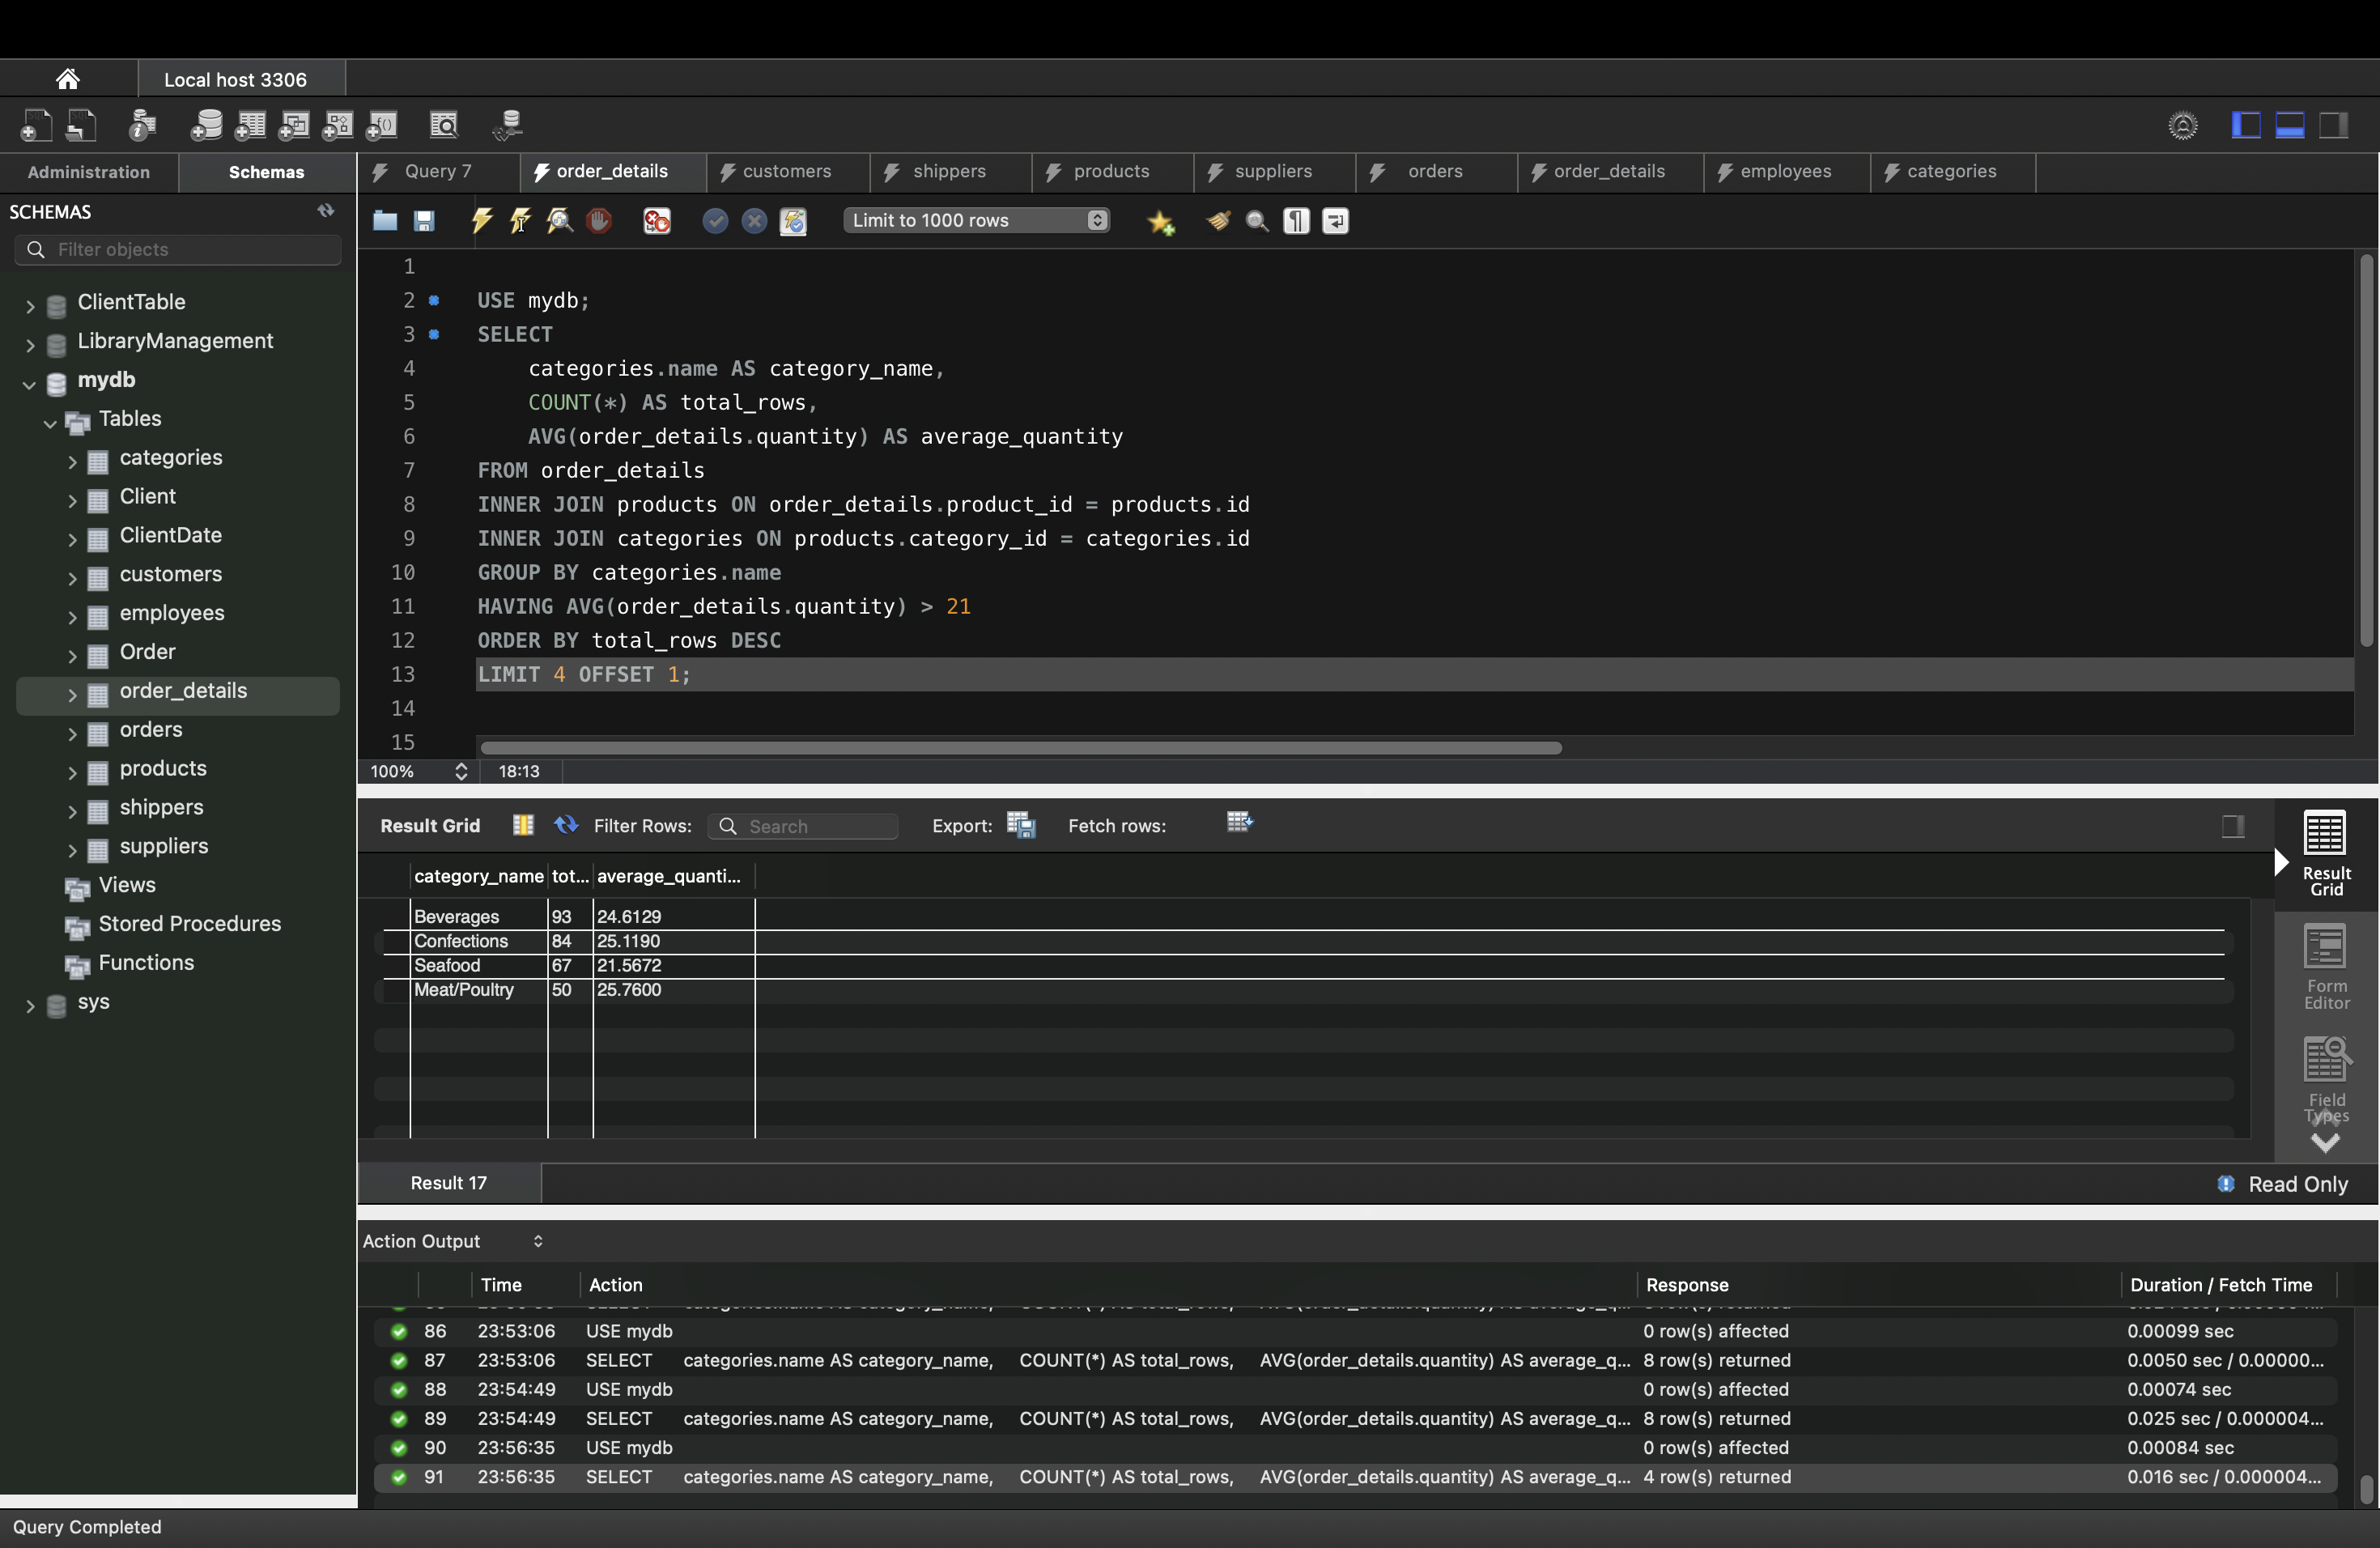 Local host 3306
Administration
Schemas
Query 7
order_details
customers
shippers
products
suppliers
orders
order_details
employees
categories
SCHEMAS
Filter objects
ClientTable
LibraryManagement
mydb
Tables
categories
Client
ClientDate
customers
employees
Order
order_details
orders
products
shippers
suppliers
Views
Stored Procedures
Functions
sys
Limit to 1000 rows
1
2 USE mydb;
3 SELECT
4 categories.name AS category_name,
5 COUNT(*) AS total_rows,
6 AVG(order_details.quantity) AS average_quantity
7 FROM order_details
8 INNER JOIN products ON order_details.product_id = products.id
9 INNER JOIN categories ON products.category_id = categories.id
10 GROUP BY categories.name
11 HAVING AVG(order_details.quantity) > 21
12 ORDER BY total_rows DESC
13 LIMIT 4 OFFSET 1;
14
15
100% 18:13
Result Grid Filter Rows: Search Export: Fetch rows:
category_name tot... average_quanti...
Beverages 93 24.6129
Confections 84 25.1190
Seafood 67 21.5672
Meat/Poultry 50 25.7600
Result
Grid
Form
Editor
Field
Types
Result 17
Read Only
Action Output
Time Action Response Duration / Fetch Time
86 23:53:06 USE mydb 0 row(s) affected 0.00099 sec
87 23:53:06 SELECT categories.name AS category_name, COUNT(*) AS total_rows, AVG(order_details.quantity) AS average_q... 8 row(s) returned 0.0050 sec / 0.00000...
88 23:54:49 USE mydb 0 row(s) affected 0.00074 sec
89 23:54:49 SELECT categories.name AS category_name, COUNT(*) AS total_rows, AVG(order_details.quantity) AS average_q... 8 row(s) returned 0.025 sec / 0.000004...
90 23:56:35 USE mydb 0 row(s) affected 0.00084 sec
91 23:56:35 SELECT categories.name AS category_name, COUNT(*) AS total_rows, AVG(order_details.quantity) AS average_q... 4 row(s) returned 0.016 sec / 0.000004...
Query Completed